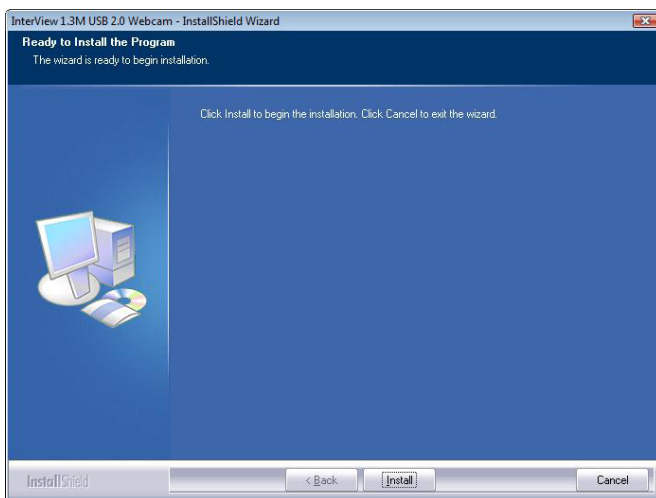 InterView 1.3M USB 2.0 Webcam - InstallShield Wizard
Ready to Install the Program
The wizard is ready to begin installation.
Click Install to begin the installation. Click Cancel to exit the wizard.
InstallShield
< Back
Install
Cancel